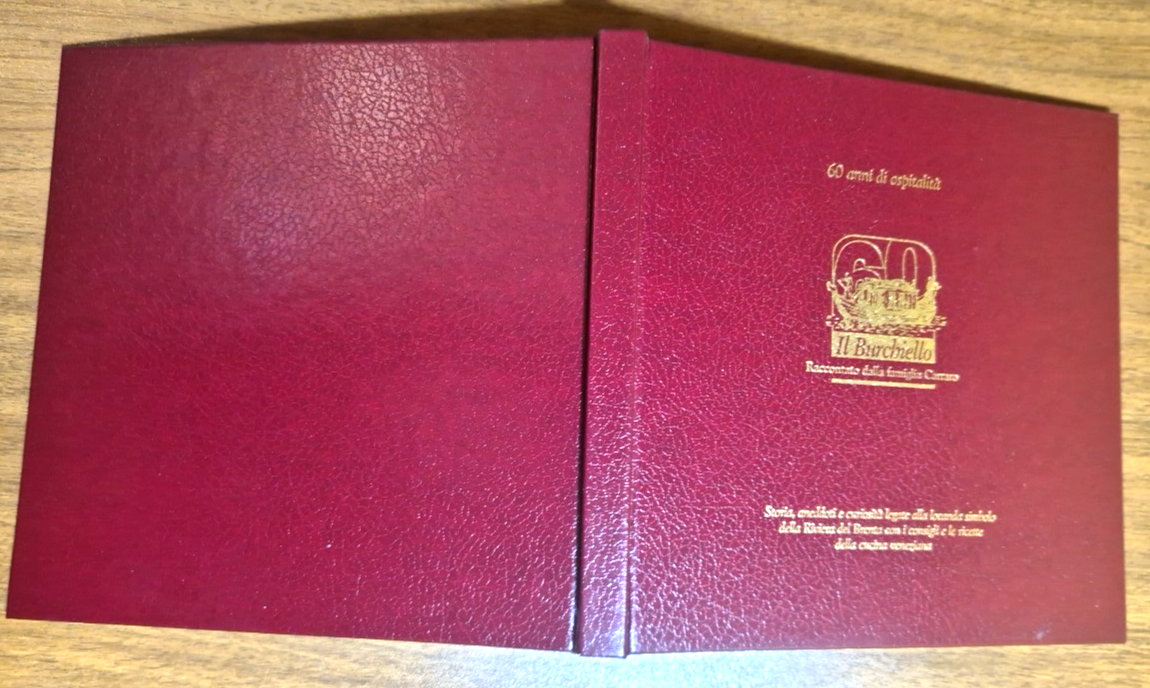 60 anni di ospitalità
60
Il Burchiello
Raccontato dalla famiglia Carraro
Storia, aneddoti e curiosità legate alla locanda simbolo
della Riviera del Brenta con i consigli e le ricette
della cucina veneziana